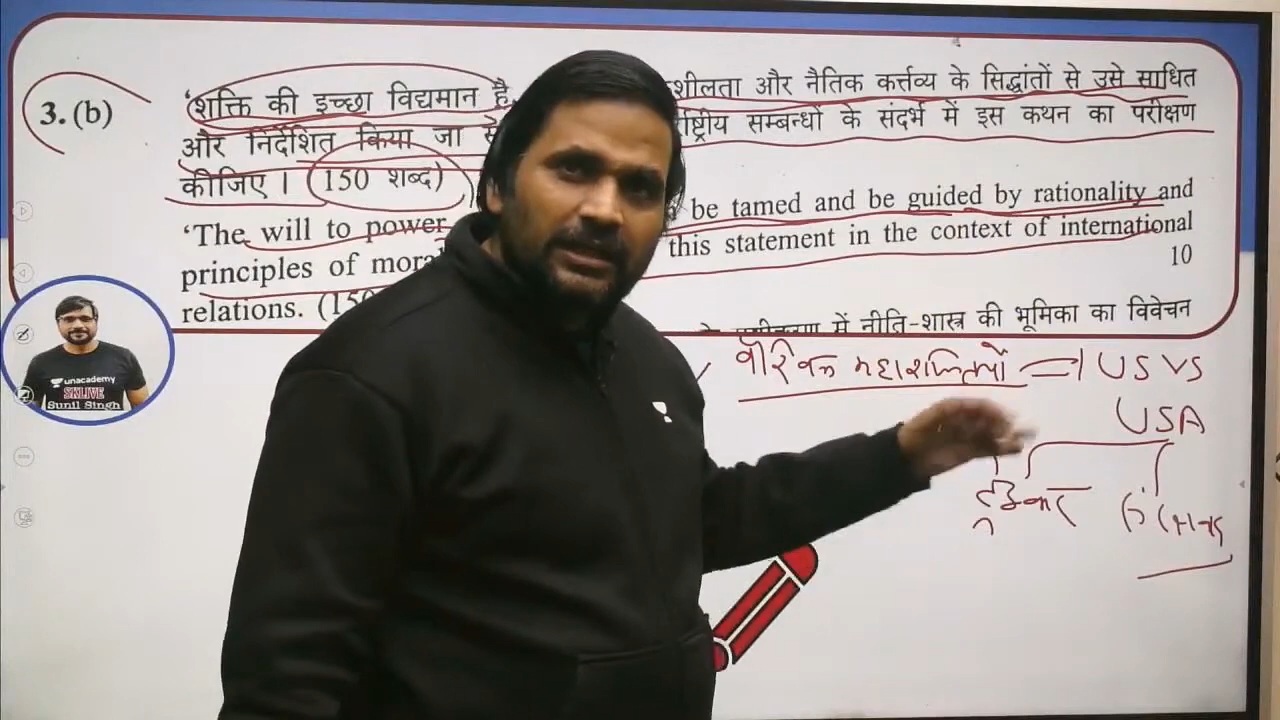 3. (b)
‘शक्ति की इच्छा विद्यमान है, शीलता और नैतिक कर्त्तव्य के सिद्धांतों से उसे साधित
और निर्देशित किया जा ष्ट्रीय सम्बन्धों के संदर्भ में इस कथन का परीक्षण
कीजिए । (150 शब्द)
‘The will to power be tamed and be guided by rationality and
principles of mora this statement in the context of international
relations. (150 10
में नीति-शास्त्र की भूमिका का विवेचन
महाशक्तियों US VS
USA
unacademy
SKLIVE
Sunil Singh